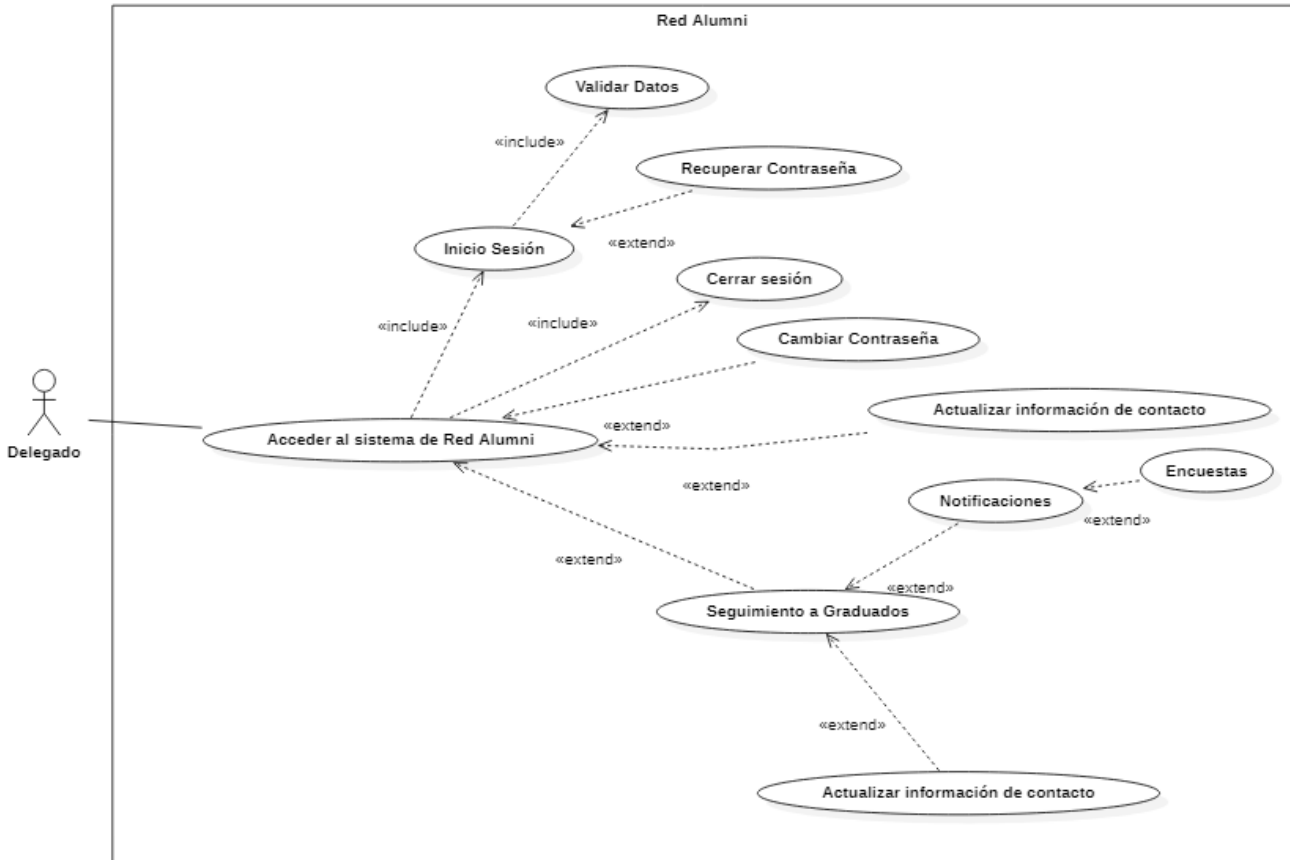 Red Alumni
Validar Datos
«include»
Recuperar Contraseña
Inicio Sesión
«extend»
Cerrar sesión
«include»
«include»
Cambiar Contraseña
Delegado
Actualizar información de contacto
«extend»
Acceder al sistema de Red Alumni
Encuestas
«extend»
Notificaciones
«extend»
«extend»
«extend»
Seguimiento a Graduados
«extend»
Actualizar información de contacto